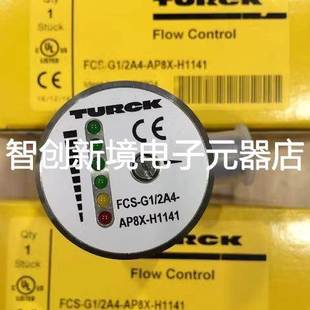 Qty
1
Stück
TURCK
Flow Control
FCS-G1/2A4-AP8X-H1141
TURCK
CE
智创新境电子元器店
FCS-G1/2A4-
AP8X-H1141
Qty
1
Stück
TURCK
Flow Control
FCS-G1/2A4-AP8X-H1141